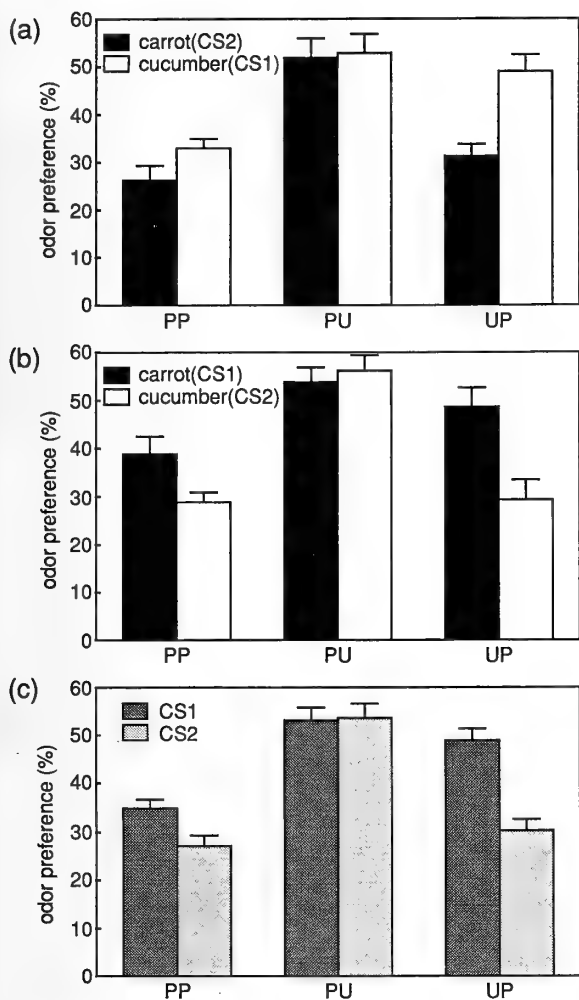 (a)
60
50
40
30
20
10
0
odor preference (%)
carrot(CS2)
cucumber(CS1)
PP PU UP
(b)
60
50
40
30
20
10
0
odor preference (%)
carrot(CS1)
cucumber(CS2)
PP PU UP
(c)
60
50
40
30
20
10
0
odor preference (%)
CS1
CS2
PP PU UP